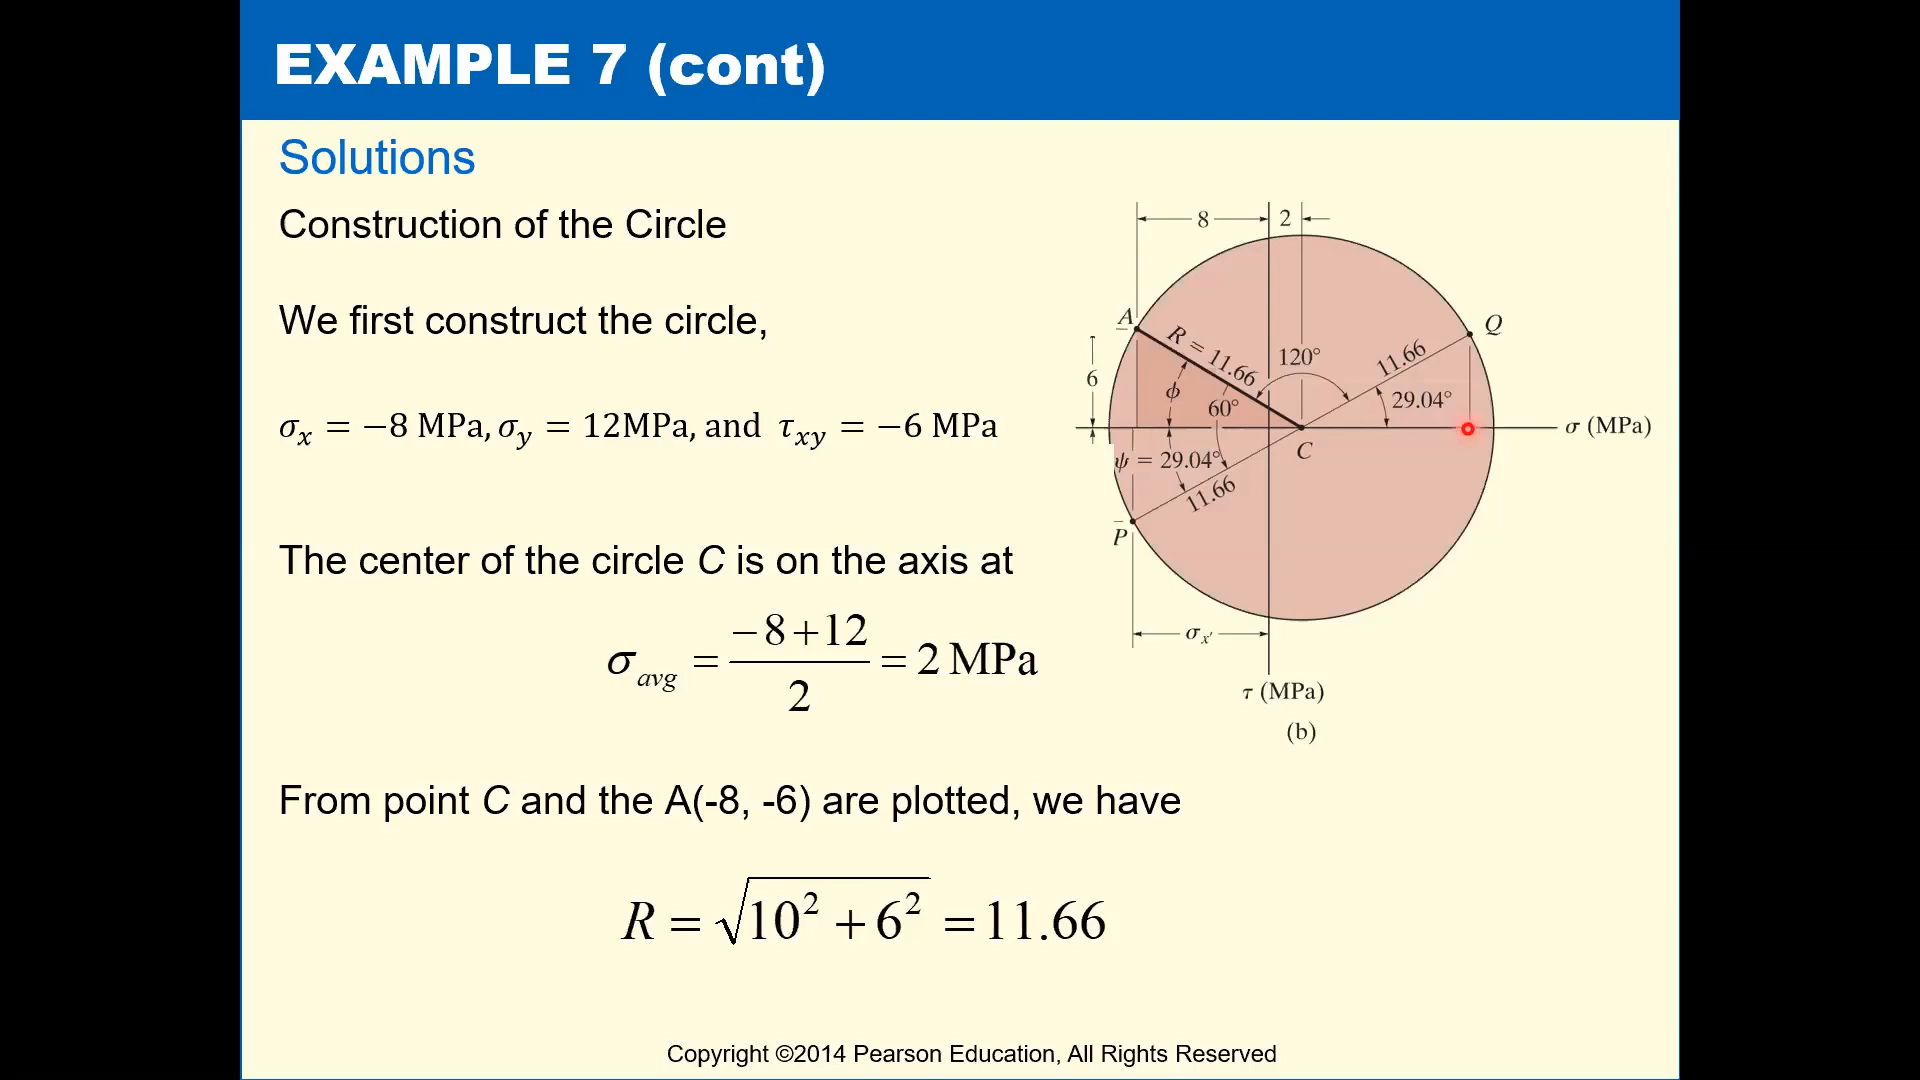 EXAMPLE 7 (cont)
Solutions
Construction of the Circle
We first construct the circle,
σx = −8 MPa, σy = 12MPa, and τxy = −6 MPa
The center of the circle C is on the axis at
σavg = −8+12 / 2 = 2 MPa
From point C and the A(-8, -6) are plotted, we have
R = √10² + 6² = 11.66
8
2
A
Q
R = 11.66
120°
11.66
6
ϕ
60°
29.04°
σ (MPa)
C
ψ = 29.04°
11.66
P
σx′
τ (MPa)
(b)
Copyright ©2014 Pearson Education, All Rights Reserved